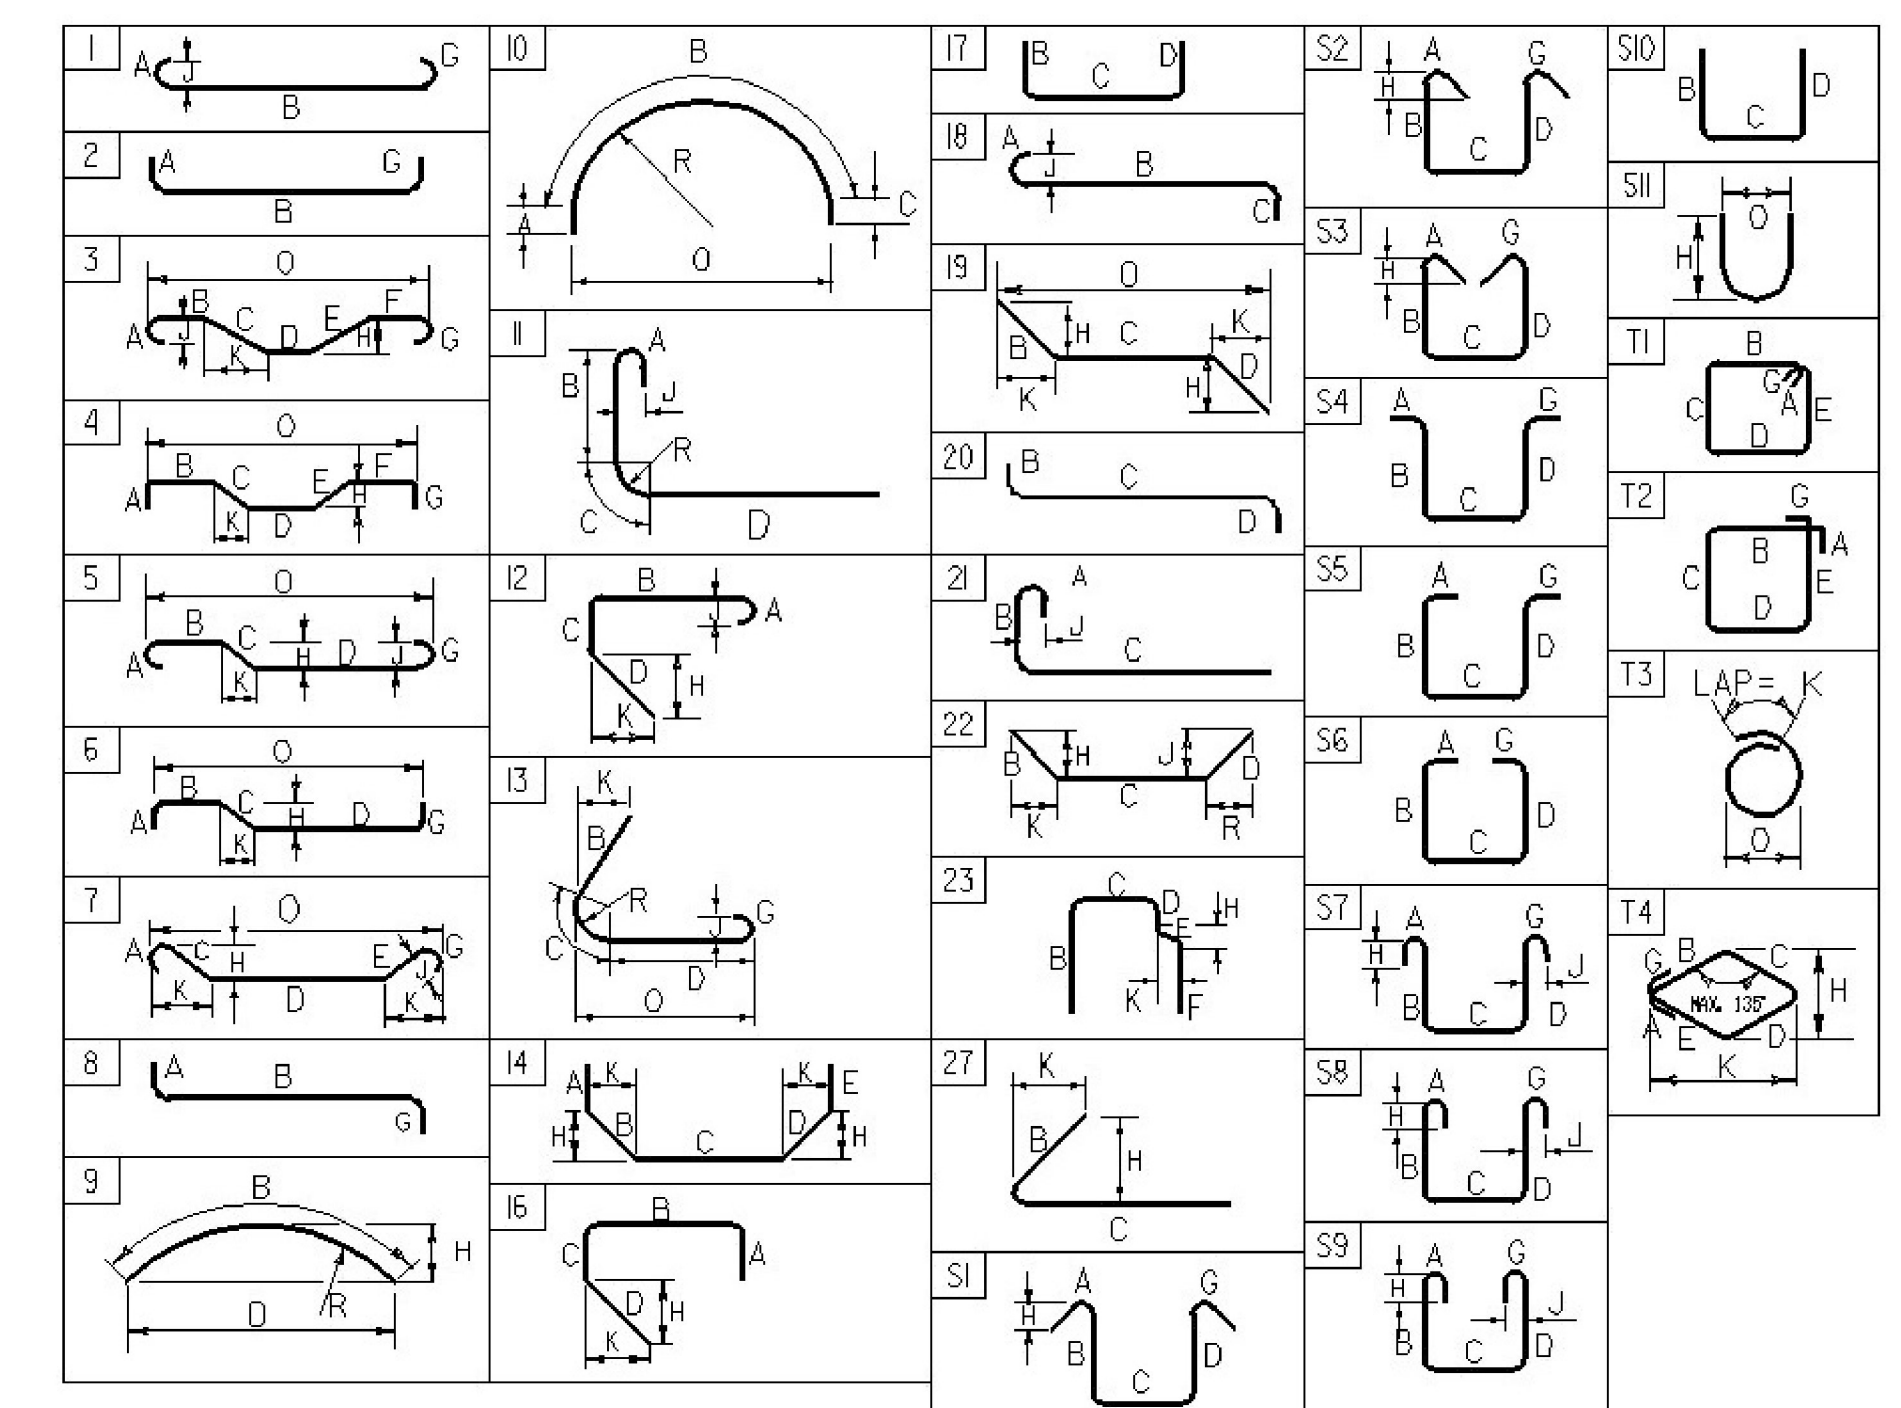 1
A J G
B
2
A G
B
3
O
B C E F
A J D H G
K
4
O
B C E F
A H G
K D
5
O
B C H D J
A G
K
6
O
B C H D
A G
K
7
O
A C H E G
J
K D K
8
A B
G
9
B
H
O R
10
B
R
A C
O
11
A
B J
R
C D
12
B J A
C
D H
K
13
K
B
R J G
C D
O
14
A K K E
H B C D H
16
B
C A
D H
K
17
B C D
18
A J B
C
19
O
H C K
B D
K H
20
B C
D
21
A
B J
C
22
H J
B C D
K R
23
C D H
E
B
K F
27
K
B H
C
S1
A G
H
B D
C
S2
A G
H
B D
C
S3
A G
H
B D
C
S4
A G
B D
C
S5
A G
B D
C
S6
A G
B D
C
S7
A G
H J
B C D
S8
A G
H J
B C D
S9
A G
H J
B C D
S10
B D
C
S11
O
H
T1
B
G
C A E
D
T2
G
B A
C E
D
T3
LAP= K
O
T4
G B C
MAX. 135° H
A E D
K